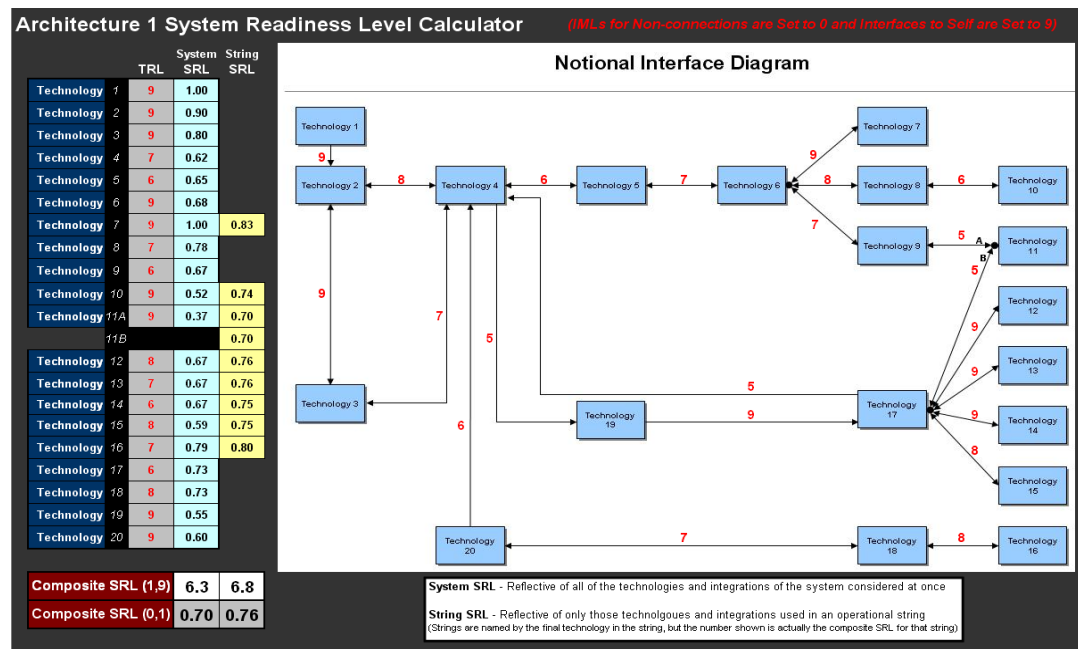 Architecture 1 System Readiness Level Calculator
(IMLs for Non-connections are Set to 0 and Interfaces to Self are Set to 9)
TRL System SRL String SRL
Technology 1 9 1.00
Technology 2 9 0.90
Technology 3 9 0.80
Technology 4 7 0.62
Technology 5 6 0.65
Technology 6 9 0.68
Technology 7 9 1.00 0.83
Technology 8 7 0.78
Technology 9 6 0.67
Technology 10 9 0.52 0.74
Technology 11A 9 0.37 0.70
11B 0.70
Technology 12 8 0.67 0.76
Technology 13 7 0.67 0.76
Technology 14 6 0.67 0.75
Technology 15 8 0.59 0.75
Technology 16 7 0.79 0.80
Technology 17 6 0.73
Technology 18 8 0.73
Technology 19 9 0.55
Technology 20 9 0.60
Composite SRL (1,9) 6.3 6.8
Composite SRL (0,1) 0.70 0.76
Notional Interface Diagram
Technology 1
Technology 7
9
9
Technology 2
8
Technology 4
6
Technology 5
7
Technology 6
8
Technology 8
6
Technology 10
7
Technology 9
5
A
B
Technology 11
5
9
7
5
9
Technology 12
9
Technology 13
5
Technology 3
Technology 19
9
Technology 17
9
Technology 14
6
8
Technology 15
Technology 20
7
Technology 18
8
Technology 16
System SRL - Reflective of all of the technologies and integrations of the system considered at once
String SRL - Reflective of only those technolgoues and integrations used in an operational string
(Strings are named by the final technology in the string, but the number shown is actually the composite SRL for that string)